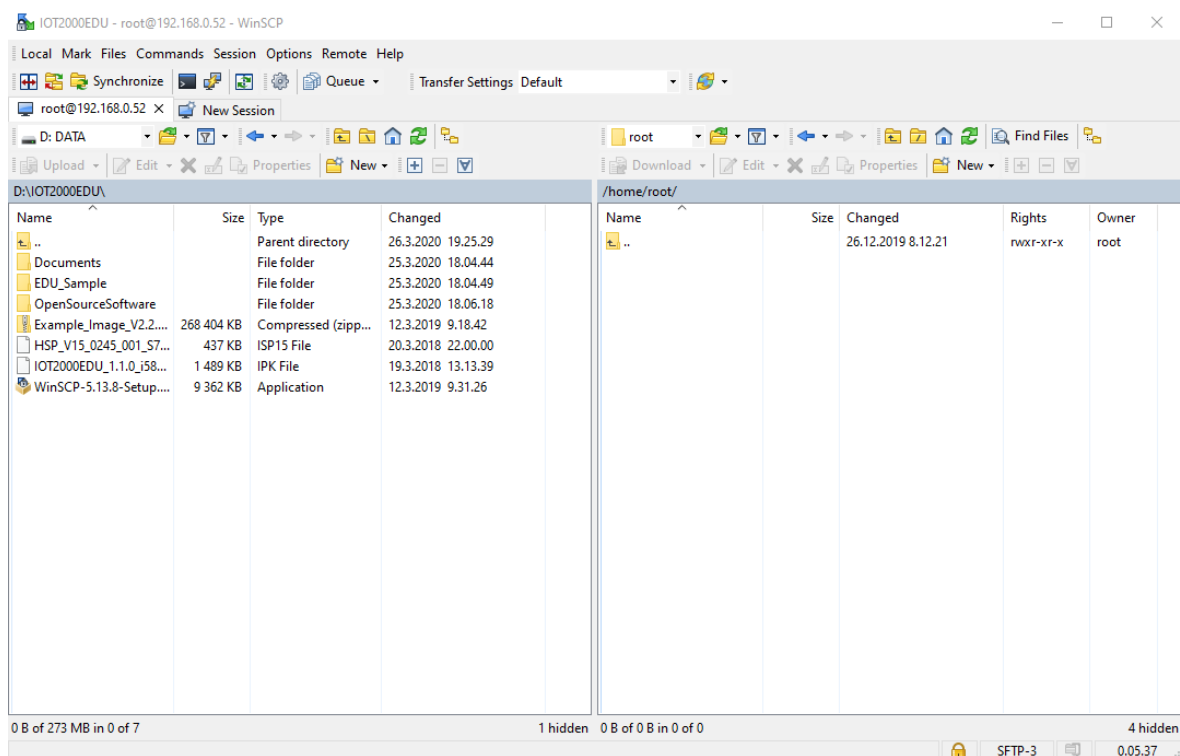 IOT2000EDU - root@192.168.0.52 - WinSCP
Local Mark Files Commands Session Options Remote Help
Synchronize Queue Transfer Settings Default
root@192.168.0.52 New Session
D: DATA root Find Files
Upload Edit Properties New Download Edit Properties New
D:\IOT2000EDU\ /home/root/
Name Size Type Changed Name Size Changed Rights Owner
.. Parent directory 26.3.2020 19.25.29 .. 26.12.2019 8.12.21 rwxr-xr-x root
Documents File folder 25.3.2020 18.04.44
EDU_Sample File folder 25.3.2020 18.04.49
OpenSourceSoftware File folder 25.3.2020 18.06.18
Example_Image_V2.2.... 268 404 KB Compressed (zipp... 12.3.2019 9.18.42
HSP_V15_0245_001_S7... 437 KB ISP15 File 20.3.2018 22.00.00
IOT2000EDU_1.1.0_i58... 1 489 KB IPK File 19.3.2018 13.13.39
WinSCP-5.13.8-Setup.... 9 362 KB Application 12.3.2019 9.31.26
0 B of 273 MB in 0 of 7 1 hidden 0 B of 0 B in 0 of 0 4 hidden
SFTP-3 0.05.37